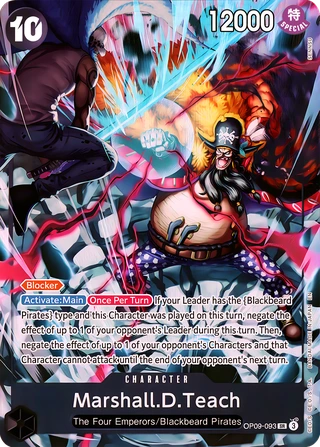 10
12000
特
SPECIAL
Blocker
Activate:Main Once Per Turn If your Leader has the {Blackbeard
Pirates} type and this Character was played on this turn, negate the
effect of up to 1 of your opponent's Leader during this turn. Then,
negate the effect of up to 1 of your opponent's Characters and that
Character cannot attack until the end of your opponent's next turn.
CHARACTER
Marshall.D.Teach
The Four Emperors/Blackbeard Pirates
OP09-093 SR 3